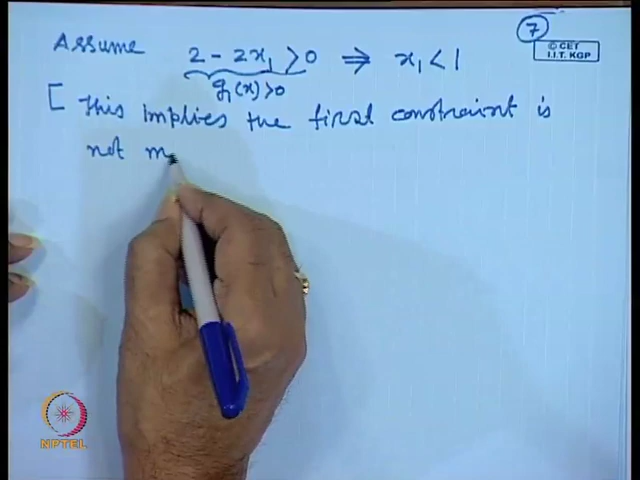 7
© CET
I.I.T. KGP
Assume 2 - 2x₁ > 0 ⇒ x₁ < 1
g₁(x) > 0
[ This implies the first constraint is
not m
NPTEL